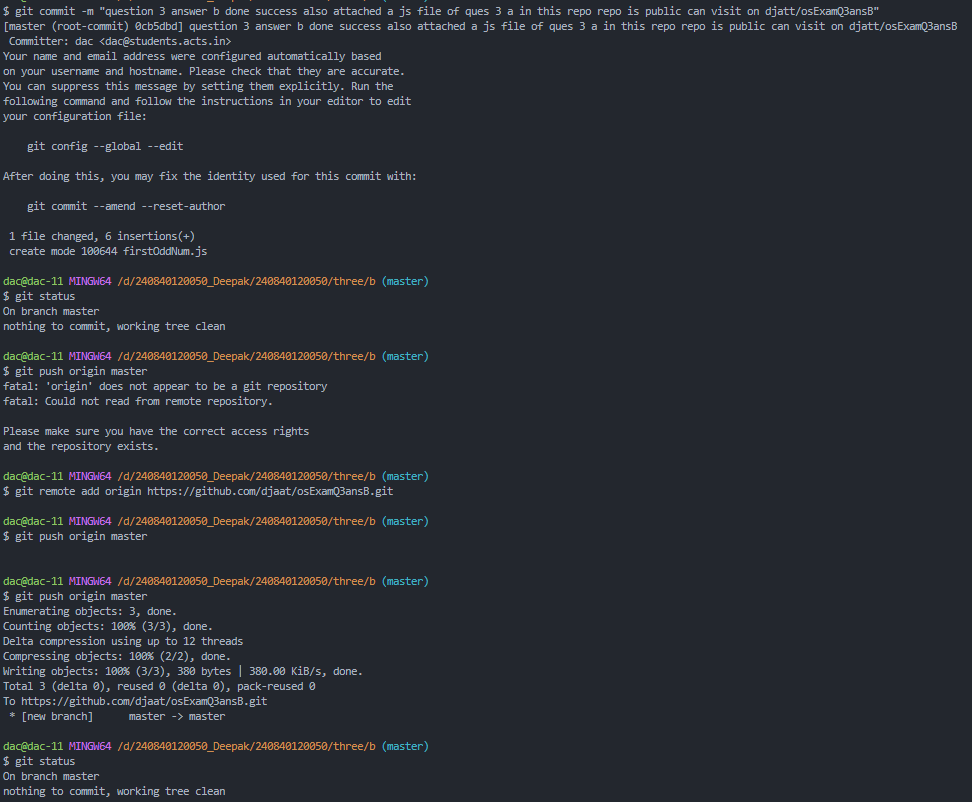 $ git commit -m "question 3 answer b done success also attached a js file of ques 3 a in this repo repo is public can visit on djatt/osExamQ3ansB"
[master (root-commit) 0cb5dbd] question 3 answer b done success also attached a js file of ques 3 a in this repo repo is public can visit on djatt/osExamQ3ansB
 Committer: dac <dac@students.acts.in>
Your name and email address were configured automatically based
on your username and hostname. Please check that they are accurate.
You can suppress this message by setting them explicitly. Run the
following command and follow the instructions in your editor to edit
your configuration file:

    git config --global --edit

After doing this, you may fix the identity used for this commit with:

    git commit --amend --reset-author

 1 file changed, 6 insertions(+)
 create mode 100644 firstOddNum.js

dac@dac-11 MINGW64 /d/240840120050_Deepak/240840120050/three/b (master)
$ git status
On branch master
nothing to commit, working tree clean

dac@dac-11 MINGW64 /d/240840120050_Deepak/240840120050/three/b (master)
$ git push origin master
fatal: 'origin' does not appear to be a git repository
fatal: Could not read from remote repository.

Please make sure you have the correct access rights
and the repository exists.

dac@dac-11 MINGW64 /d/240840120050_Deepak/240840120050/three/b (master)
$ git remote add origin https://github.com/djaat/osExamQ3ansB.git

dac@dac-11 MINGW64 /d/240840120050_Deepak/240840120050/three/b (master)
$ git push origin master

dac@dac-11 MINGW64 /d/240840120050_Deepak/240840120050/three/b (master)
$ git push origin master
Enumerating objects: 3, done.
Counting objects: 100% (3/3), done.
Delta compression using up to 12 threads
Compressing objects: 100% (2/2), done.
Writing objects: 100% (3/3), 380 bytes | 380.00 KiB/s, done.
Total 3 (delta 0), reused 0 (delta 0), pack-reused 0
To https://github.com/djaat/osExamQ3ansB.git
 * [new branch]      master -> master

dac@dac-11 MINGW64 /d/240840120050_Deepak/240840120050/three/b (master)
$ git status
On branch master
nothing to commit, working tree clean